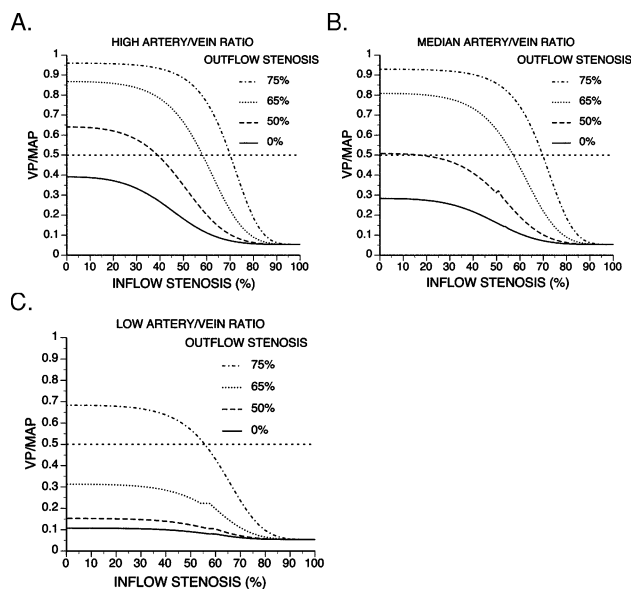 A.
HIGH ARTERY/VEIN RATIO
OUTFLOW STENOSIS
75%
65%
50%
0%
VP/MAP
1
0.9
0.8
0.7
0.6
0.5
0.4
0.3
0.2
0.1
0
0 10 20 30 40 50 60 70 80 90 100
INFLOW STENOSIS (%)
B.
MEDIAN ARTERY/VEIN RATIO
OUTFLOW STENOSIS
75%
65%
50%
0%
VP/MAP
1
0.9
0.8
0.7
0.6
0.5
0.4
0.3
0.2
0.1
0
0 10 20 30 40 50 60 70 80 90 100
INFLOW STENOSIS (%)
C.
LOW ARTERY/VEIN RATIO
OUTFLOW STENOSIS
75%
65%
50%
0%
VP/MAP
1
0.9
0.8
0.7
0.6
0.5
0.4
0.3
0.2
0.1
0
0 10 20 30 40 50 60 70 80 90 100
INFLOW STENOSIS (%)